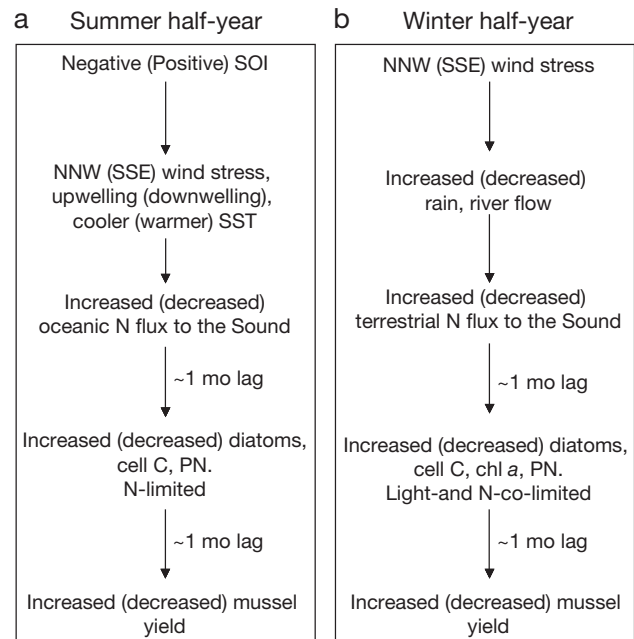 a Summer half-year
Negative (Positive) SOI
NNW (SSE) wind stress,
upwelling (downwelling),
cooler (warmer) SST
Increased (decreased)
oceanic N flux to the Sound
~1 mo lag
Increased (decreased) diatoms,
cell C, PN.
N-limited
~1 mo lag
Increased (decreased) mussel
yield
b Winter half-year
NNW (SSE) wind stress
Increased (decreased)
rain, river flow
Increased (decreased)
terrestrial N flux to the Sound
~1 mo lag
Increased (decreased) diatoms,
cell C, chl a, PN.
Light-and N-co-limited
~1 mo lag
Increased (decreased) mussel
yield